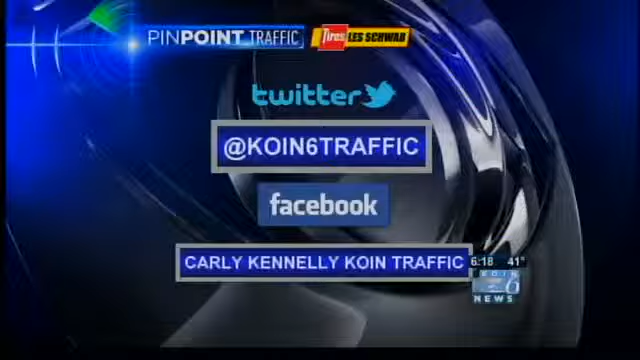 PINPOINT TRAFFIC Tires LES SCHWAB
twitter
@KOIN6TRAFFIC
facebook
CARLY KENNELLY KOIN TRAFFIC
6:18 41°
KOIN
6
NEWS